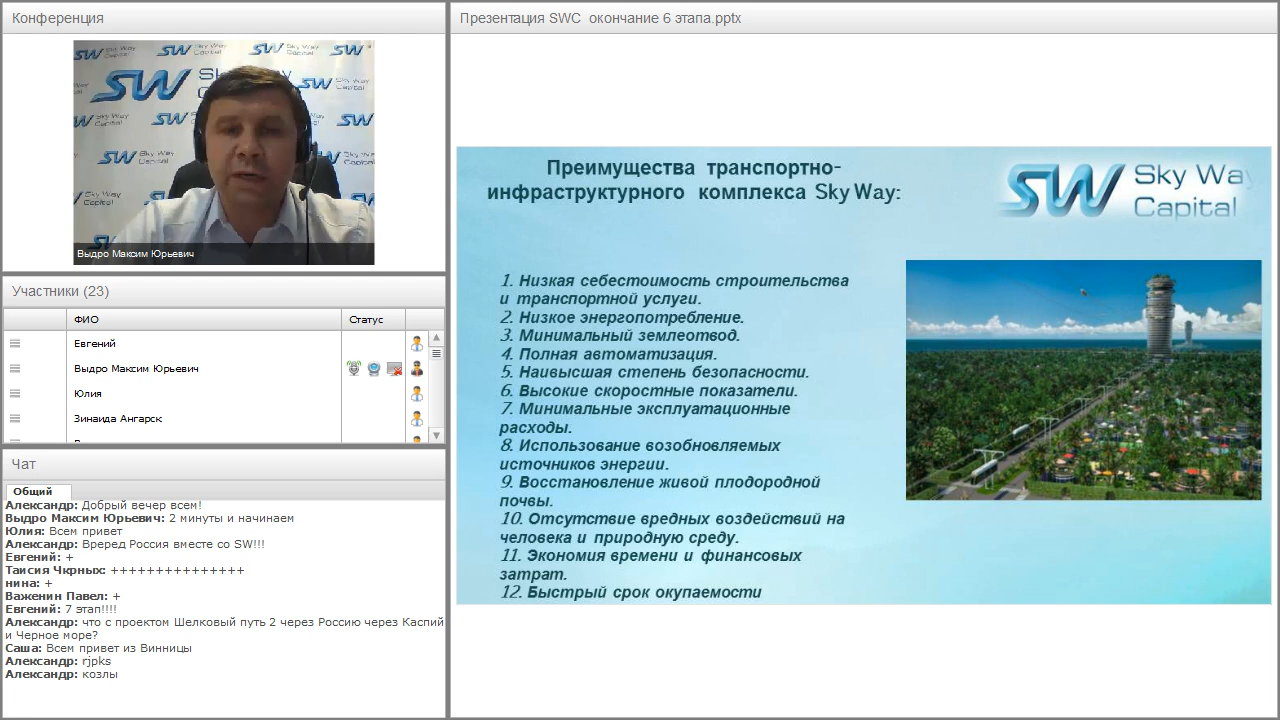 Конференция
SW Sky Way
Capital
Выдро Максим Юрьевич
Участники (23)
ФИО
Статус
Евгений
Выдро Максим Юрьевич
Юлия
Зинаида Ангарск
Чат
Общий
Александр: Добрый вечер всем!
Выдро Максим Юрьевич: 2 минуты и начинаем
Юлия: Всем привет
Александр: Вреред Россия вместе со SW!!!
Евгений: +
Таисия Чкрных: +++++++++++++++
нина: +
Важенин Павел: +
Евгений: 7 этап!!!!
Александр: что с проектом Шелковый путь 2 через Россию через Каспий
и Черное море?
Саша: Всем привет из Винницы
Александр: rjpks
Александр: козлы
Презентация SWC окончание 6 этапа.pptx
Преимущества транспортно-
инфраструктурного комплекса Sky Way:
SW Sky Way
Capital
1. Низкая себестоимость строительства
и транспортной услуги.
2. Низкое энергопотребление.
3. Минимальный землеотвод.
4. Полная автоматизация.
5. Наивысшая степень безопасности.
6. Высокие скоростные показатели.
7. Минимальные эксплуатационные
расходы.
8. Использование возобновляемых
источников энергии.
9. Восстановление живой плодородной
почвы.
10. Отсутствие вредных воздействий на
человека и природную среду.
11. Экономия времени и финансовых
затрат.
12. Быстрый срок окупаемости